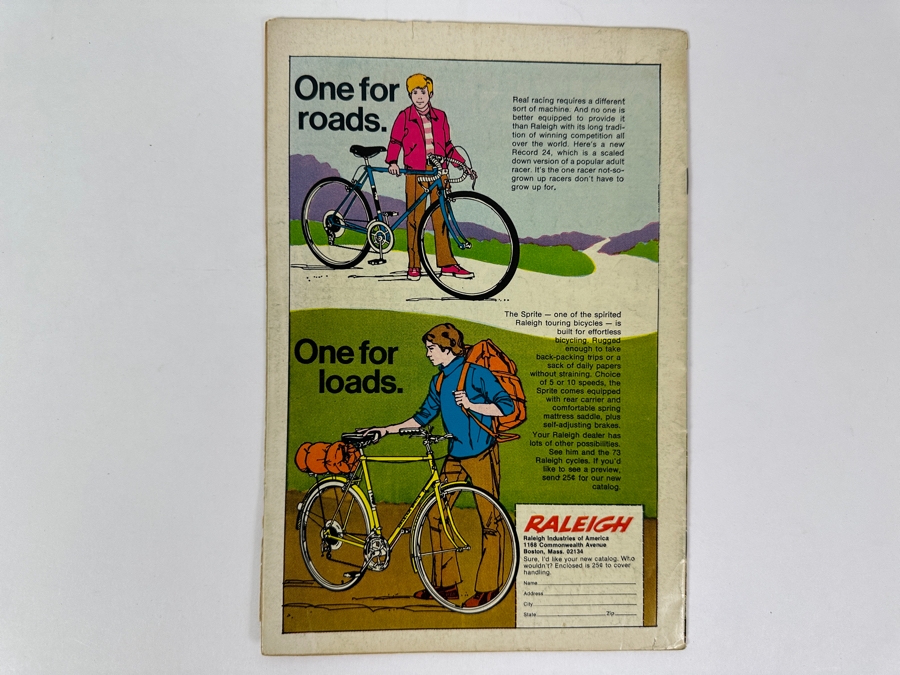 One for
roads.
Real racing requires a different
sort of machine. And no one is
better equipped to provide it
than Raleigh with its long tradi-
tion of winning competition all
over the world. Here's a new
Record 24, which is a scaled
down version of a popular adult
racer. It's the one racer not-so-
grown up racers don't have to
grow up for.
One for
loads.
The Sprite — one of the spirited
Raleigh touring bicycles — is
built for effortless
bicycling. Rugged
enough to take
back-packing trips or a
sack of daily papers
without straining. Choice
of 5 or 10 speeds, the
Sprite comes equipped
with rear carrier and
comfortable spring
mattress saddle, plus
self-adjusting brakes.
Your Raleigh dealer has
lots of other possibilities.
See him and the 73
Raleigh cycles. If you'd
like to see a preview,
send 25¢ for our new
catalog.
RALEIGH
Raleigh Industries of America
1168 Commonwealth Avenue
Boston, Mass. 02134
Sure, I'd like your new catalog. Who
wouldn't? Enclosed is 25¢ to cover
handling.
Name
Address
City
State Zip